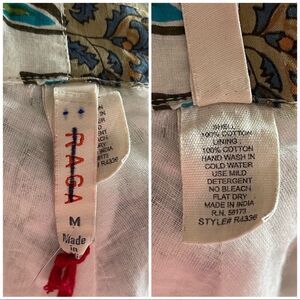 RAGA
M
Made
in
SHELL
100% COTTON
LINING
100% COTTON
HAND WASH IN
COLD WATER
USE MILD
DETERGENT
NO BLEACH
FLAT DRY
MADE IN INDIA
R.N. 58173
STYLE# R4336